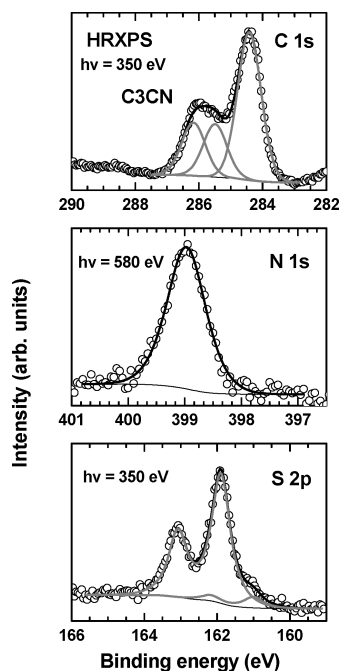 HRXPS
C 1s
hν = 350 eV
C3CN
290 288 286 284 282
hν = 580 eV
N 1s
401 400 399 398 397
hν = 350 eV
S 2p
166 164 162 160
Binding energy (eV)
Intensity (arb. units)